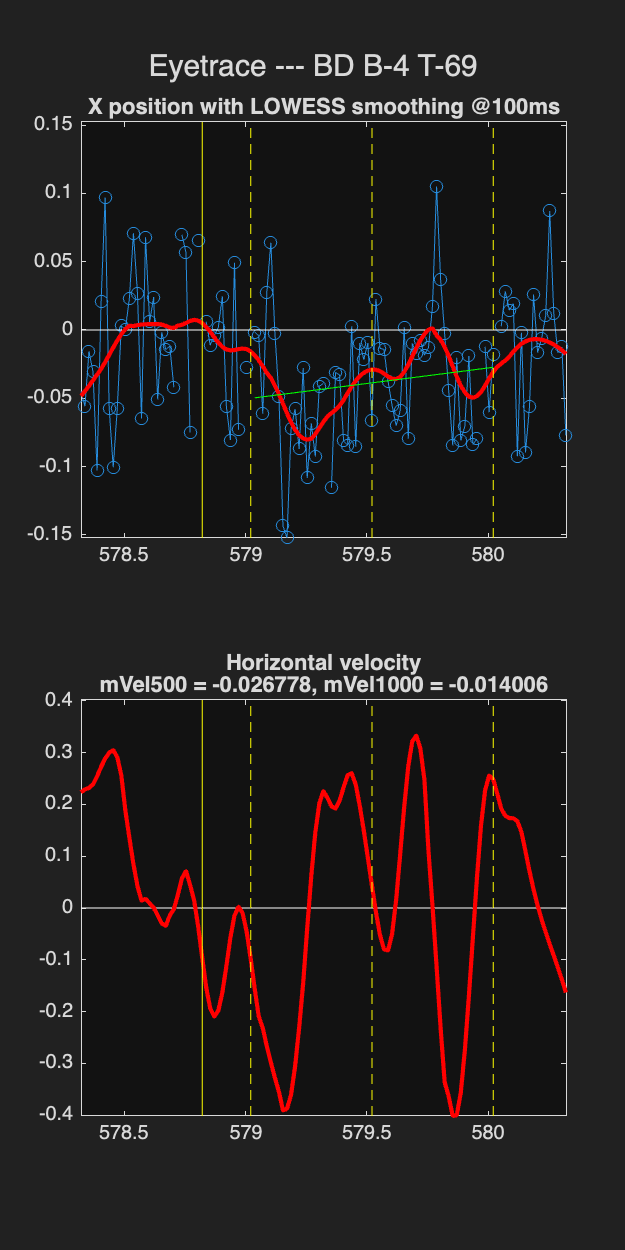 Eyetrace --- BD B-4 T-69
X position with LOWESS smoothing @100ms
0.15
0.1
0.05
0
-0.05
-0.1
-0.15
578.5 579 579.5 580
Horizontal velocity
mVel500 = -0.026778, mVel1000 = -0.014006
0.4
0.3
0.2
0.1
0
-0.1
-0.2
-0.3
-0.4
578.5 579 579.5 580